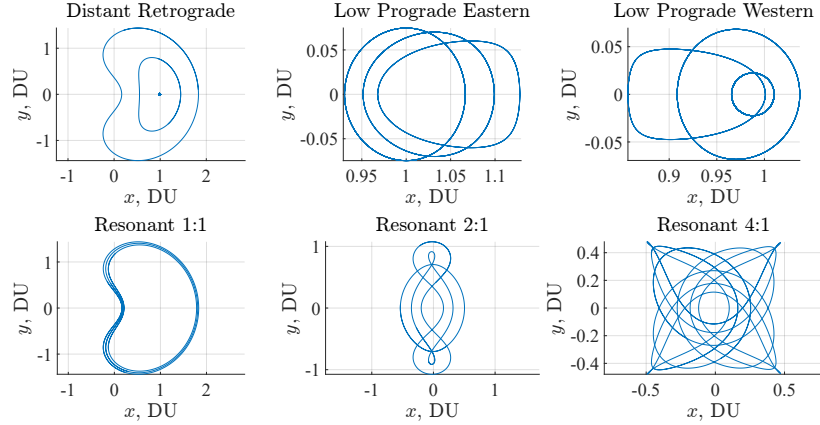 Distant Retrograde
1
0
-1
y, DU
-1
0
1
2
x, DU
Low Prograde Eastern
0.05
0
-0.05
y, DU
0.95
1
1.05
1.1
x, DU
Low Prograde Western
0.05
0
-0.05
y, DU
0.9
0.95
1
x, DU
Resonant 1:1
1
0
-1
y, DU
-1
0
1
2
x, DU
Resonant 2:1
1
0
-1
y, DU
-1
0
1
x, DU
Resonant 4:1
0.4
0.2
0
-0.2
-0.4
y, DU
-0.5
0
0.5
x, DU